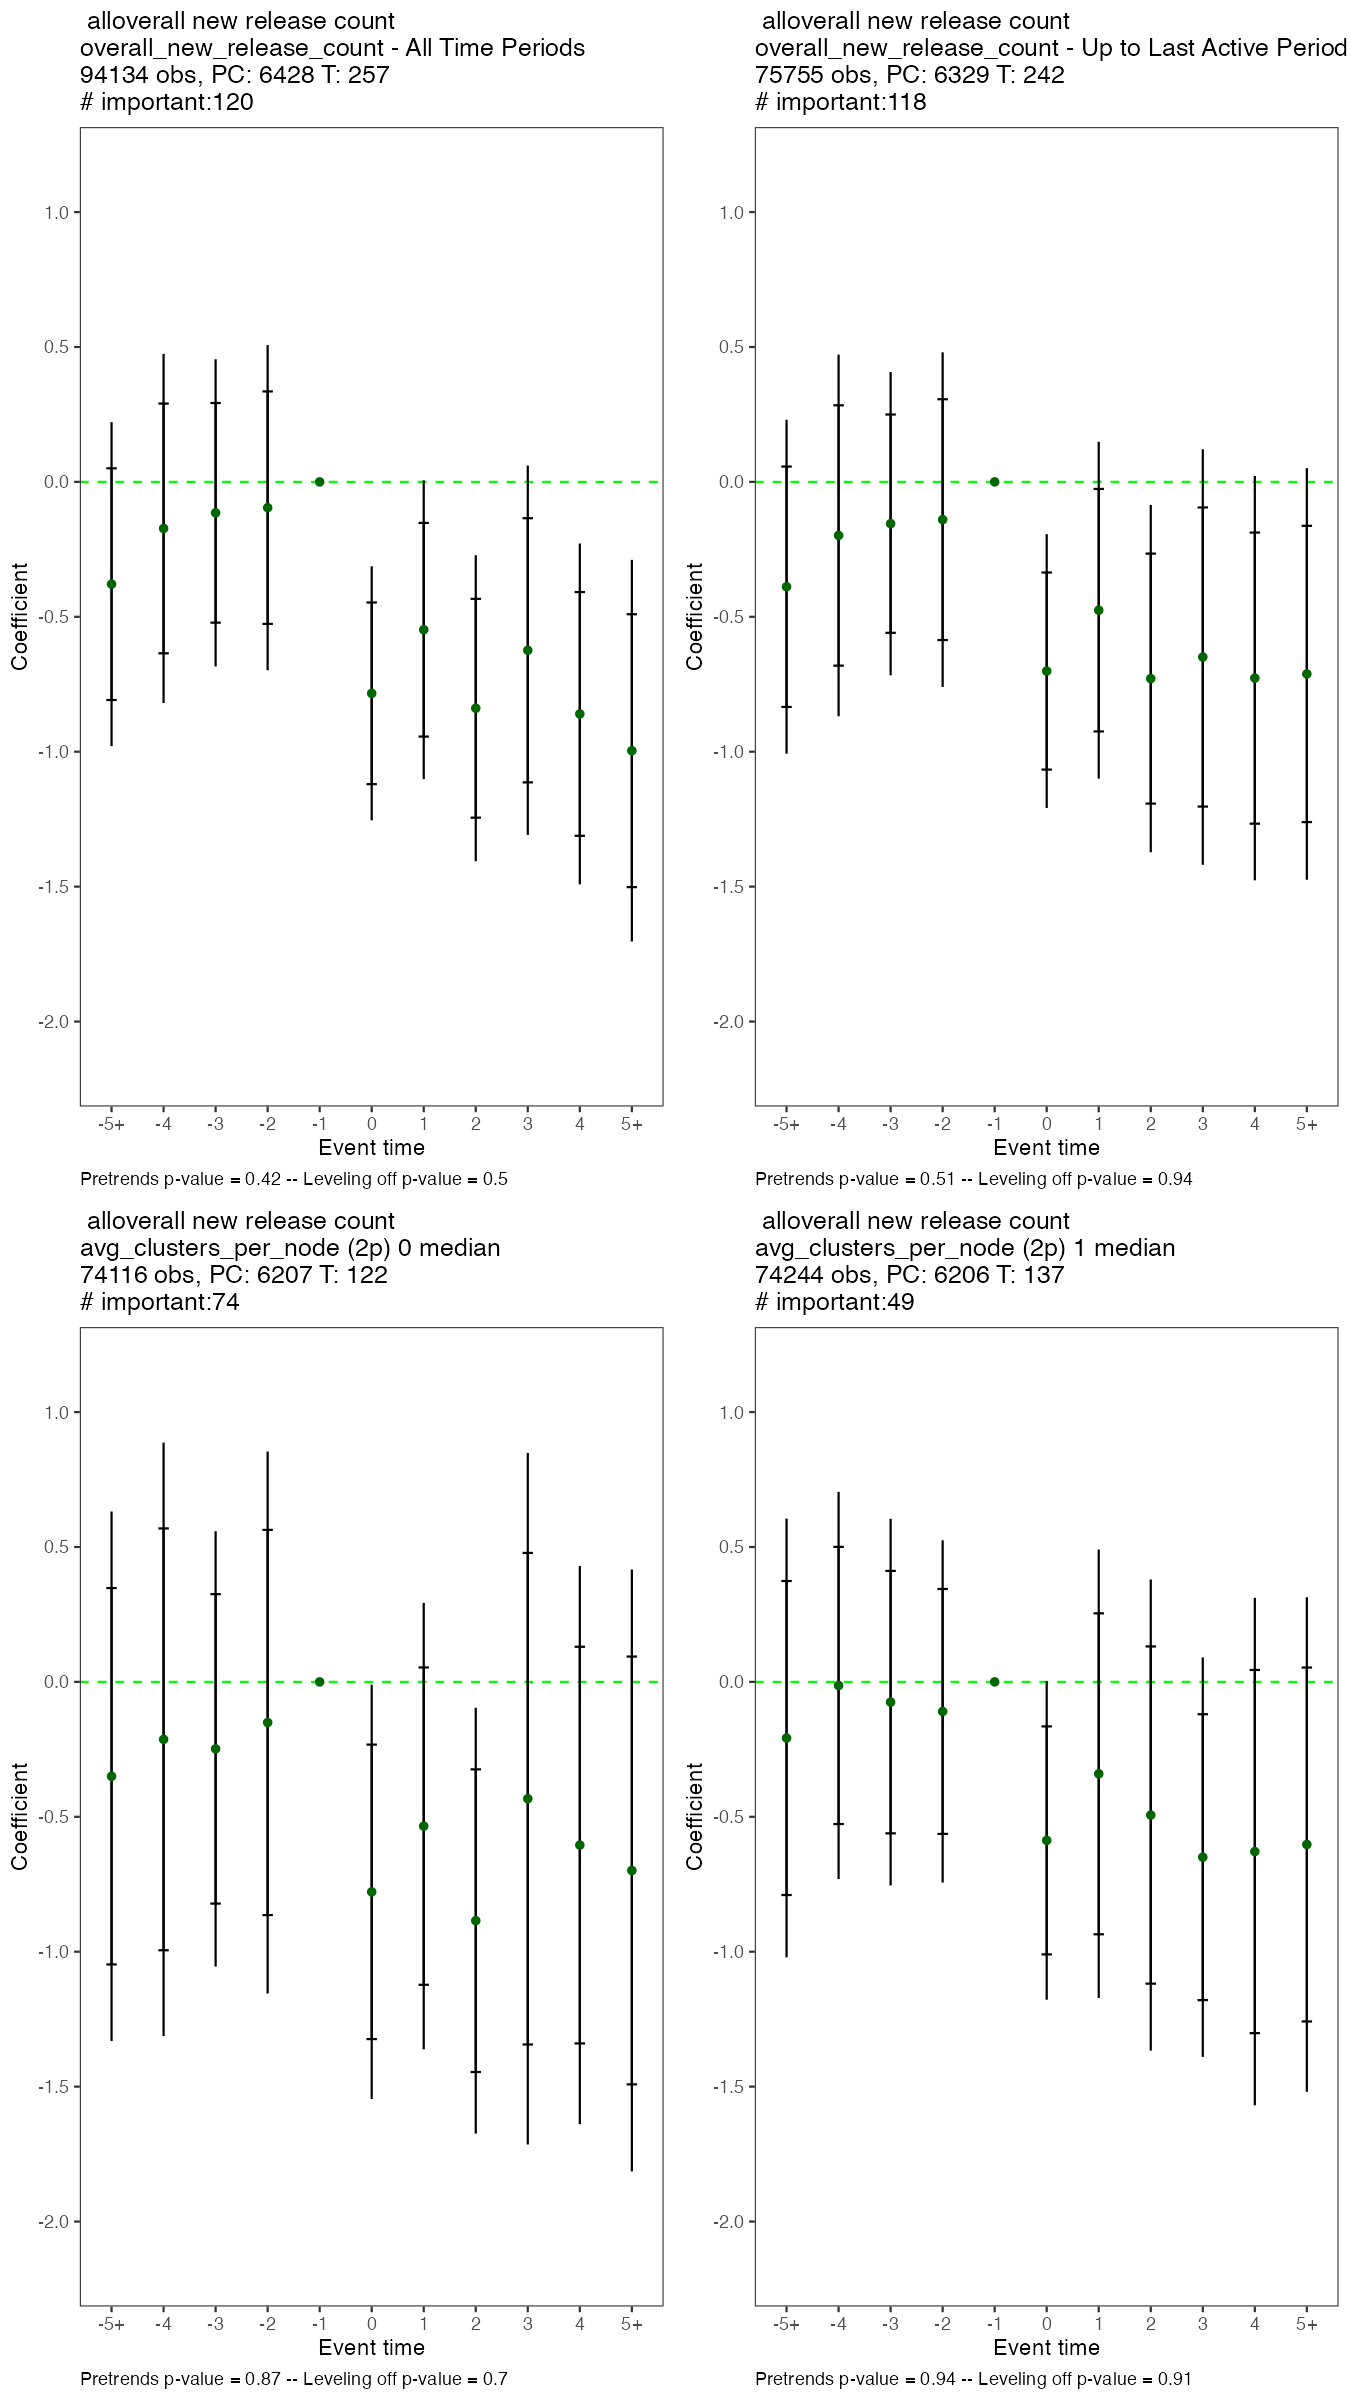 alloverall new release count
overall_new_release_count - All Time Periods
94134 obs, PC: 6428 T: 257
# important:120
Coefficient
1.0
0.5
0.0
-0.5
-1.0
-1.5
-2.0
-5+ -4 -3 -2 -1 0 1 2 3 4 5+
Event time
Pretrends p-value = 0.42 -- Leveling off p-value = 0.5
alloverall new release count
overall_new_release_count - Up to Last Active Period
75755 obs, PC: 6329 T: 242
# important:118
Coefficient
1.0
0.5
0.0
-0.5
-1.0
-1.5
-2.0
-5+ -4 -3 -2 -1 0 1 2 3 4 5+
Event time
Pretrends p-value = 0.51 -- Leveling off p-value = 0.94
alloverall new release count
avg_clusters_per_node (2p) 0 median
74116 obs, PC: 6207 T: 122
# important:74
Coefficient
1.0
0.5
0.0
-0.5
-1.0
-1.5
-2.0
-5+ -4 -3 -2 -1 0 1 2 3 4 5+
Event time
Pretrends p-value = 0.87 -- Leveling off p-value = 0.7
alloverall new release count
avg_clusters_per_node (2p) 1 median
74244 obs, PC: 6206 T: 137
# important:49
Coefficient
1.0
0.5
0.0
-0.5
-1.0
-1.5
-2.0
-5+ -4 -3 -2 -1 0 1 2 3 4 5+
Event time
Pretrends p-value = 0.94 -- Leveling off p-value = 0.91